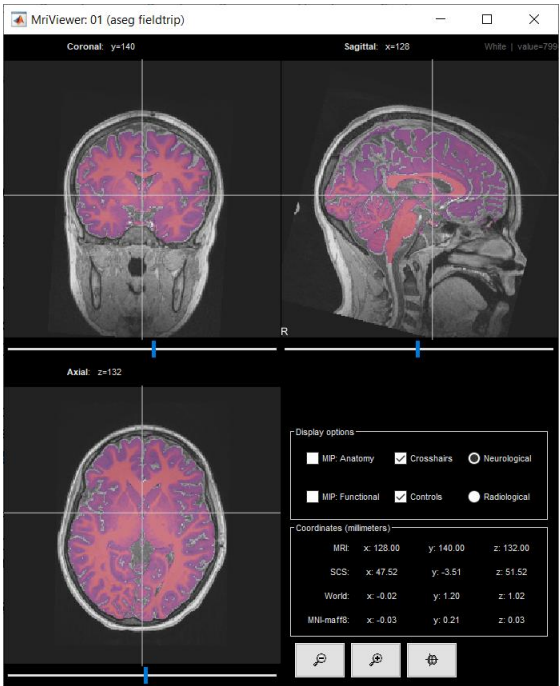 MriViewer: 01 (aseg fieldtrip)
Coronal: y=140
Sagittal: x=128
White | value=799
R
Axial: z=132
Display options
MIP: Anatomy Crosshairs Neurological
MIP: Functional Controls Radiological
Coordinates (millimeters)
MRI: x: 128.00 y: 140.00 z: 132.00
SCS: x: 47.52 y: -3.51 z: 51.52
World: x: -0.02 y: 1.20 z: 1.02
MNI-maff8: x: -0.03 y: 0.21 z: 0.03